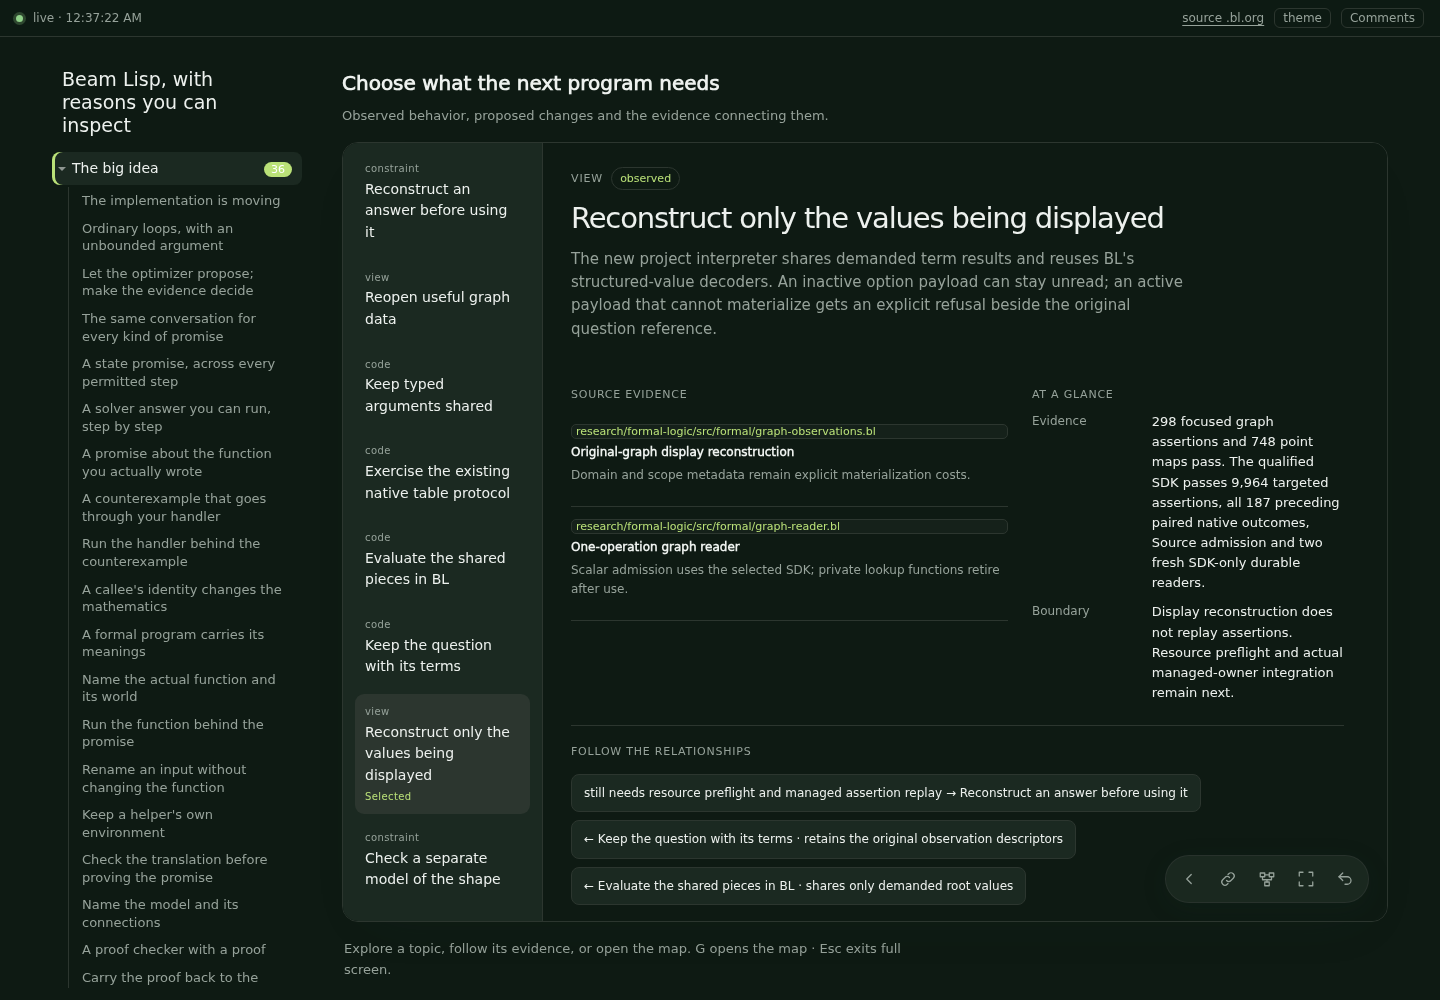 live · 12:37:22 AM
source .bl.org
theme
Comments
Beam Lisp, with
reasons you can
inspect
The big idea
36
The implementation is moving
Ordinary loops, with an
unbounded argument
Let the optimizer propose;
make the evidence decide
The same conversation for
every kind of promise
A state promise, across every
permitted step
A solver answer you can run,
step by step
A promise about the function
you actually wrote
A counterexample that goes
through your handler
Run the handler behind the
counterexample
A callee's identity changes the
mathematics
A formal program carries its
meanings
Name the actual function and
its world
Run the function behind the
promise
Rename an input without
changing the function
Keep a helper's own
environment
Check the translation before
proving the promise
Name the model and its
connections
A proof checker with a proof
Carry the proof back to the
Choose what the next program needs
Observed behavior, proposed changes and the evidence connecting them.
constraint
Reconstruct an
answer before using
it
view
Reopen useful graph
data
code
Keep typed
arguments shared
code
Exercise the existing
native table protocol
code
Evaluate the shared
pieces in BL
code
Keep the question
with its terms
view
Reconstruct only the
values being
displayed
Selected
constraint
Check a separate
model of the shape
VIEW
observed
Reconstruct only the values being displayed
The new project interpreter shares demanded term results and reuses BL's
structured-value decoders. An inactive option payload can stay unread; an active
payload that cannot materialize gets an explicit refusal beside the original
question reference.
SOURCE EVIDENCE
research/formal-logic/src/formal/graph-observations.bl
Original-graph display reconstruction
Domain and scope metadata remain explicit materialization costs.
research/formal-logic/src/formal/graph-reader.bl
One-operation graph reader
Scalar admission uses the selected SDK; private lookup functions retire
after use.
AT A GLANCE
Evidence
298 focused graph
assertions and 748 point
maps pass. The qualified
SDK passes 9,964 targeted
assertions, all 187 preceding
paired native outcomes,
Source admission and two
fresh SDK-only durable
readers.
Boundary
Display reconstruction does
not replay assertions.
Resource preflight and actual
managed-owner integration
remain next.
FOLLOW THE RELATIONSHIPS
still needs resource preflight and managed assertion replay → Reconstruct an answer before using it
← Keep the question with its terms · retains the original observation descriptors
← Evaluate the shared pieces in BL · shares only demanded root values
Explore a topic, follow its evidence, or open the map. G opens the map · Esc exits full
screen.